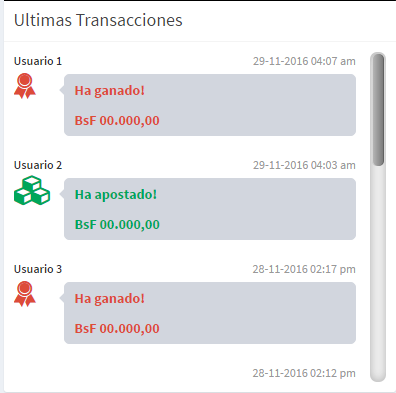 Ultimas Transacciones
Usuario 1 29-11-2016 04:07 am
Ha ganado!
BsF 00.000,00
Usuario 2 29-11-2016 04:03 am
Ha apostado!
BsF 00.000,00
Usuario 3 28-11-2016 02:17 pm
Ha ganado!
BsF 00.000,00
28-11-2016 02:12 pm